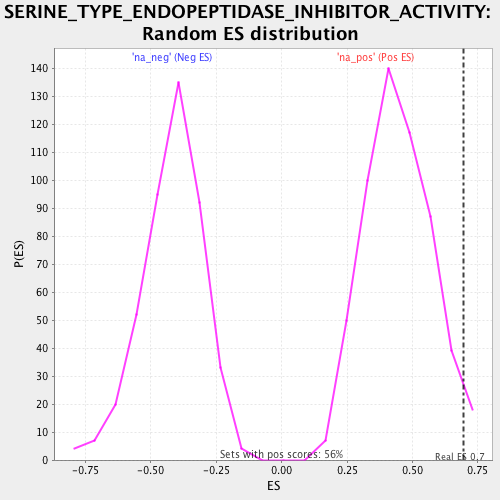 SERINE_TYPE_ENDOPEPTIDASE_INHIBITOR_ACTIVITY:
Random ES distribution
'na_neg' (Neg ES)
'na_pos' (Pos ES)
140
130
120
110
100
90
80
70
60
50
40
30
20
10
0
P(ES)
Sets with pos scores: 56%
Real ES 0.7
-0.75
-0.50
-0.25
0.00
0.25
0.50
0.75
ES